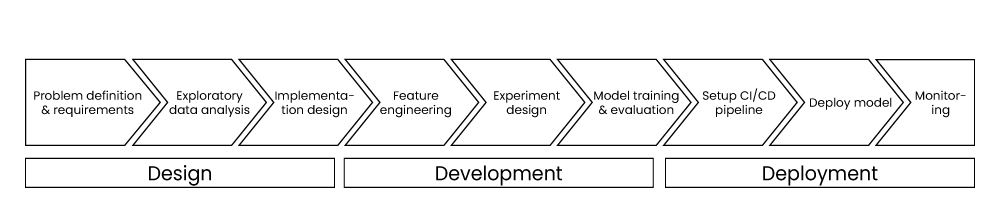 Problem definition
& requirements
Exploratory
data analysis
Implementa-
tion design
Feature
engineering
Experiment
design
Model training
& evaluation
Setup CI/CD
pipeline
Deploy model
Monitor-
ing
Design
Development
Deployment